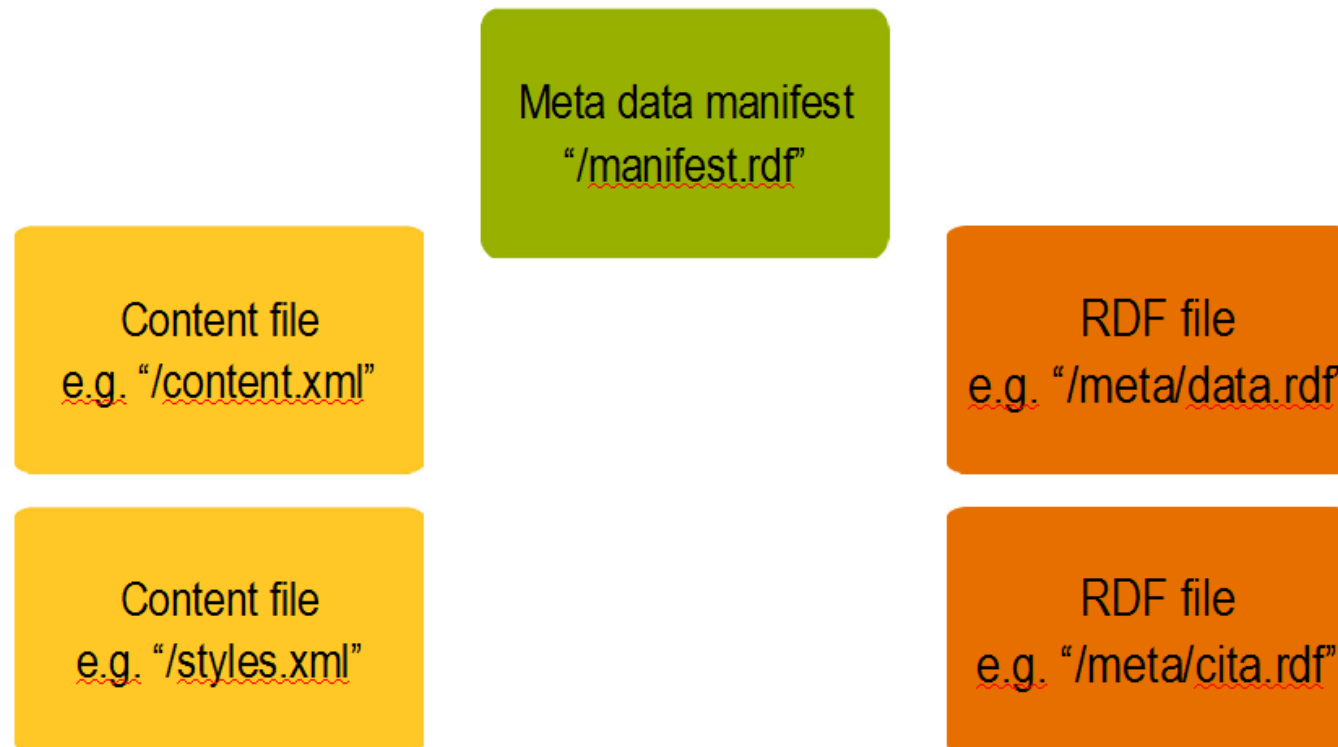 Meta data manifest
“/manifest.rdf”
Content file
e.g. “/content.xml”
RDF file
e.g. “/meta/data.rdf”
Content file
e.g. “/styles.xml”
RDF file
e.g. “/meta/cita.rdf”